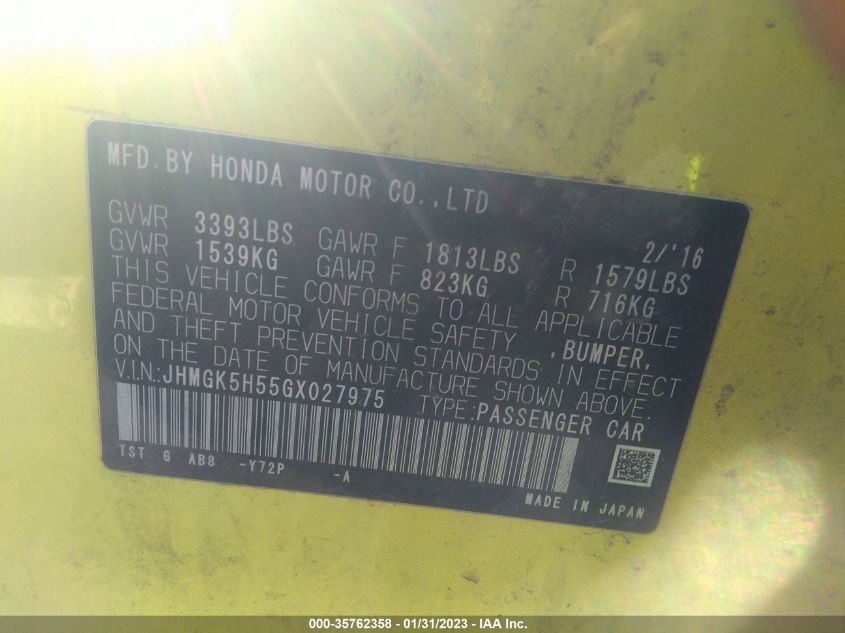 MFD.BY HONDA MOTOR CO.,LTD
2/'16
GVWR 3393LBS GAWR F 1813LBS R 1579LBS
GVWR 1539KG GAWR F 823KG R 716KG
THIS VEHICLE CONFORMS TO ALL APPLICABLE
FEDERAL MOTOR VEHICLE SAFETY ,BUMPER,
AND THEFT PREVENTION STANDARDS IN EFFECT
ON THE DATE OF MANUFACTURE SHOWN ABOVE.
V.I.N.:JHMGK5H55GX027975 TYPE:PASSENGER CAR
TST G AB8 -Y72P -A
MADE IN JAPAN
000-35762358 - 01/31/2023 - IAA Inc.